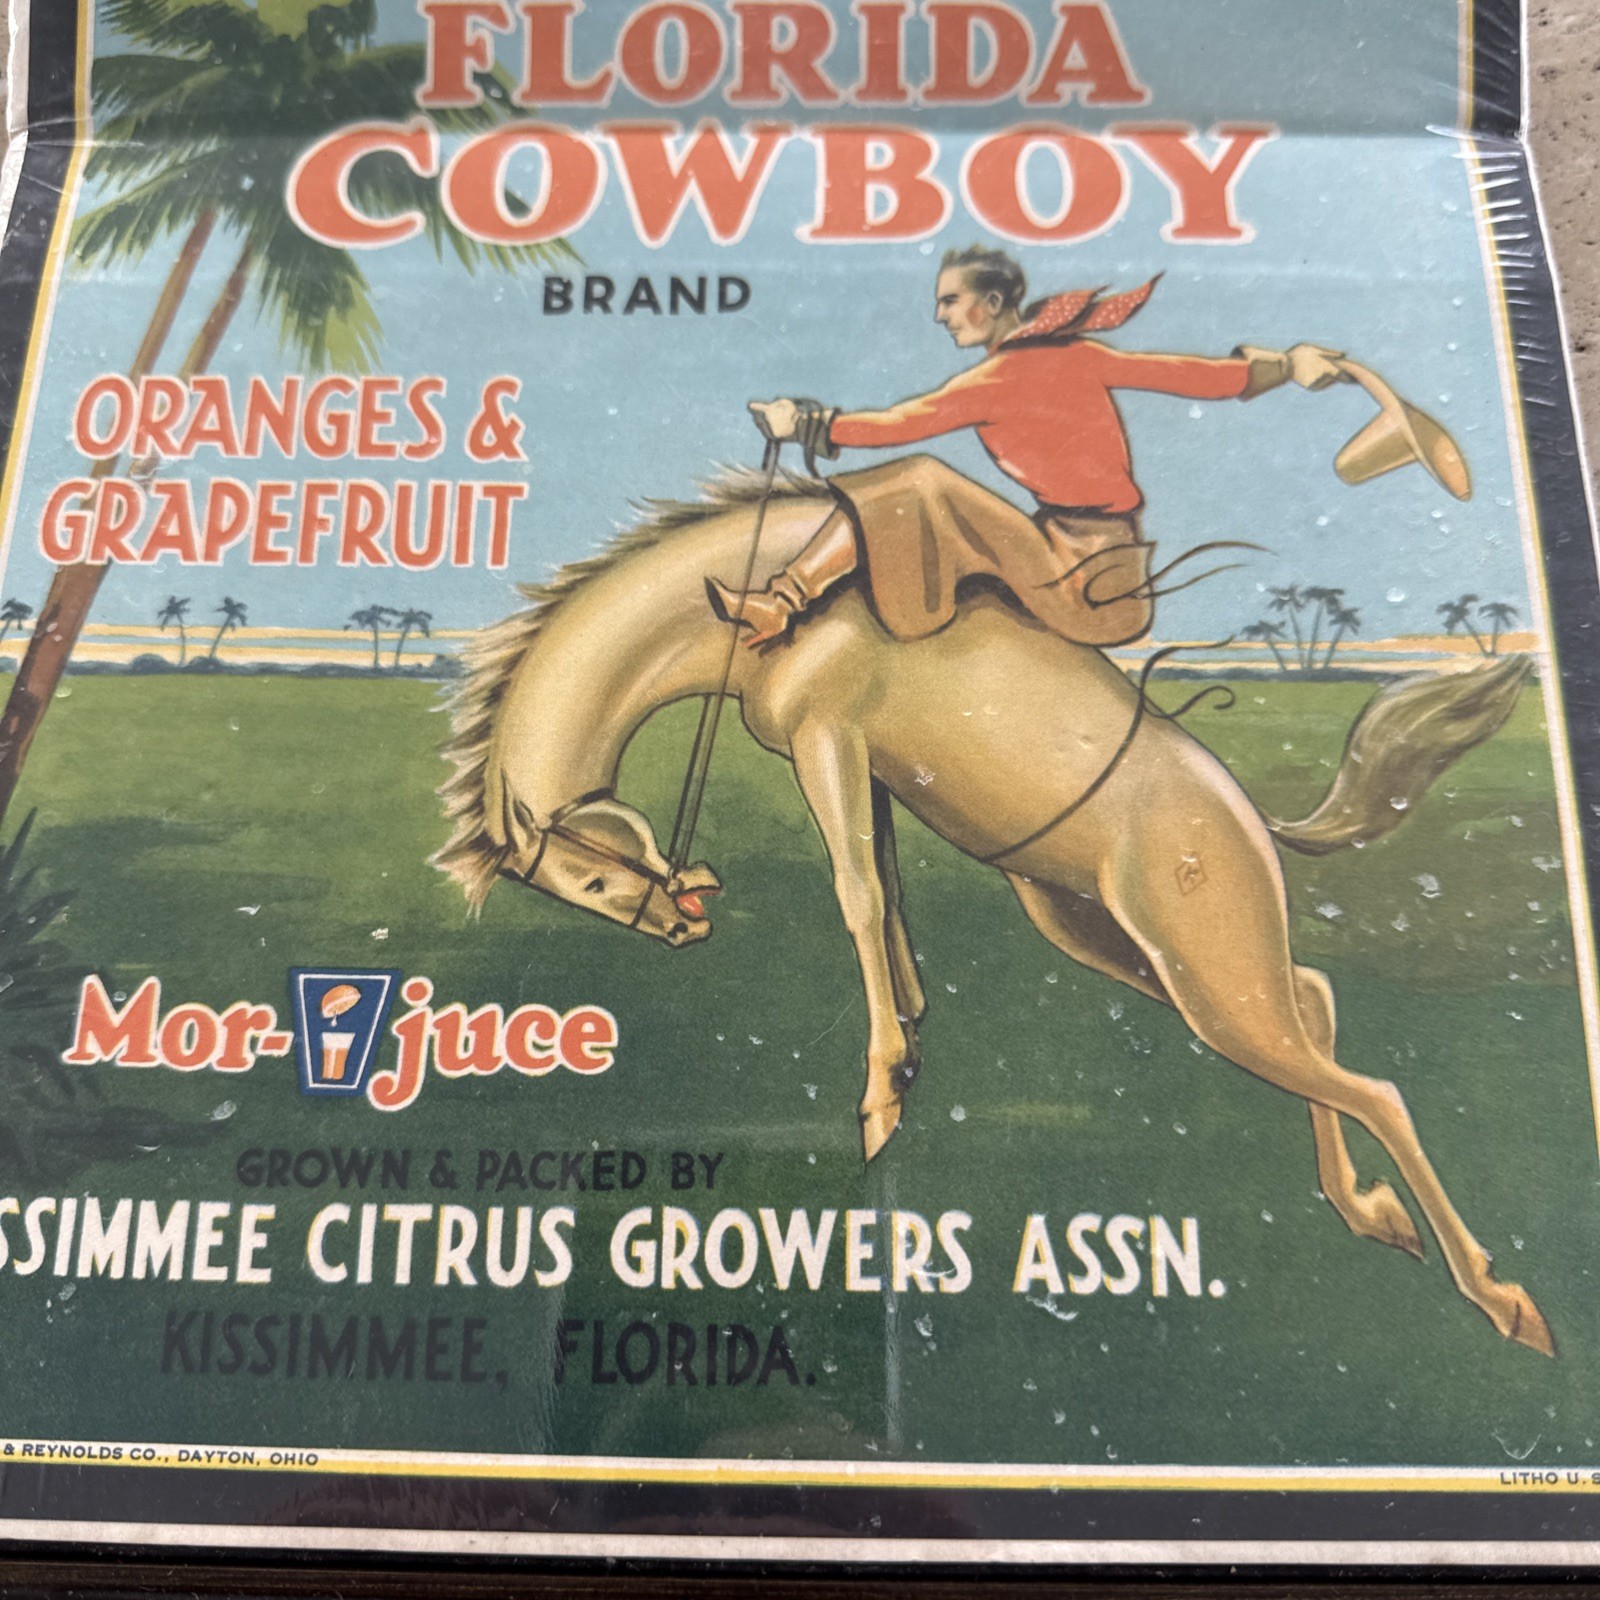 FLORIDA
COWBOY
BRAND
ORANGES &
GRAPEFRUIT
Mor-juce
GROWN & PACKED BY
SSIMMEE CITRUS GROWERS ASSN.
KISSIMMEE, FLORIDA.
& REYNOLDS CO., DAYTON, OHIO
LITHO U.S